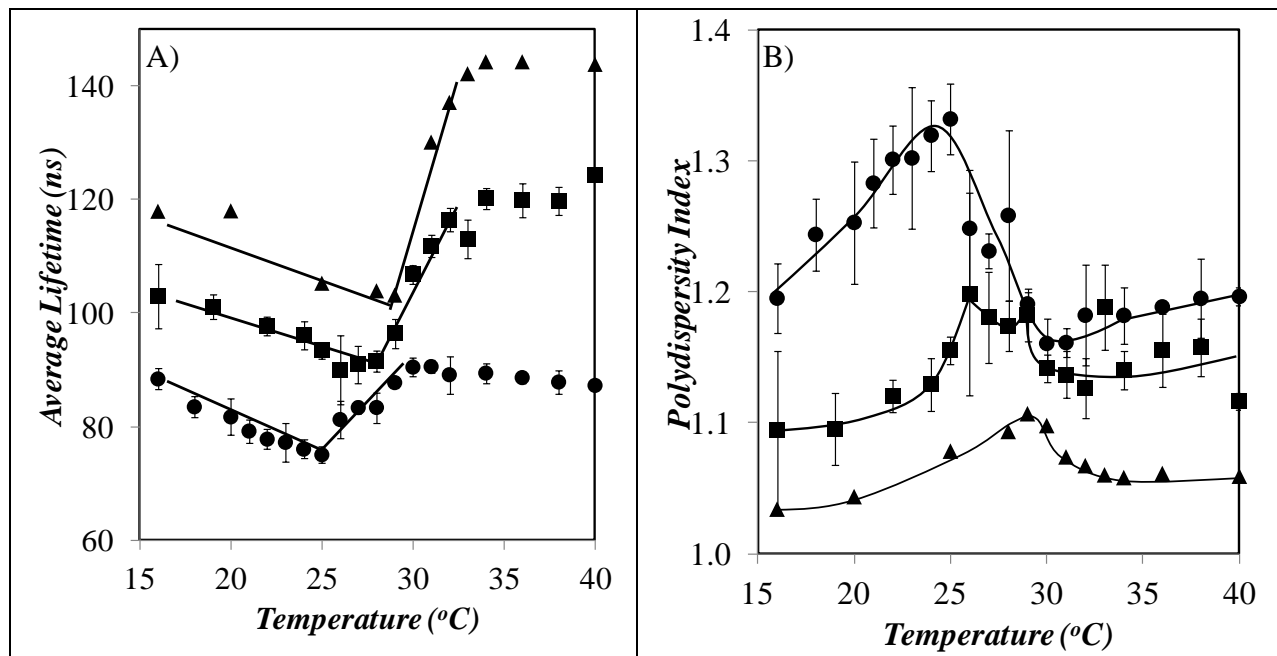 A)
Average Lifetime (ns)
140
120
100
80
60
15 20 25 30 35 40
Temperature (oC)
B)
Polydispersity Index
1.4
1.3
1.2
1.1
1.0
15 20 25 30 35 40
Temperature (oC)